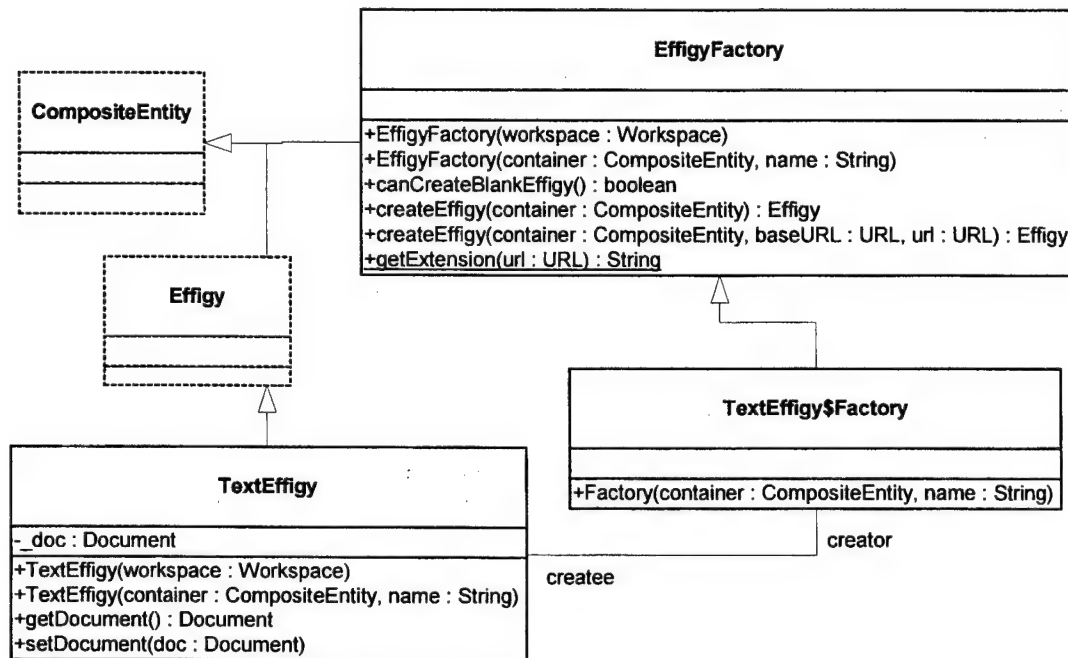 EffigyFactory
+EffigyFactory(workspace : Workspace)
+EffigyFactory(container : CompositeEntity, name : String)
+canCreateBlankEffigy() : boolean
+createEffigy(container : CompositeEntity) : Effigy
+createEffigy(container : CompositeEntity, baseURL : URL, url : URL) : Effigy
+getExtension(url : URL) : String
CompositeEntity
Effigy
TextEffigy$Factory
+Factory(container : CompositeEntity, name : String)
TextEffigy
-_doc : Document
+TextEffigy(workspace : Workspace)
+TextEffigy(container : CompositeEntity, name : String)
+getDocument() : Document
+setDocument(doc : Document)
creator
createe